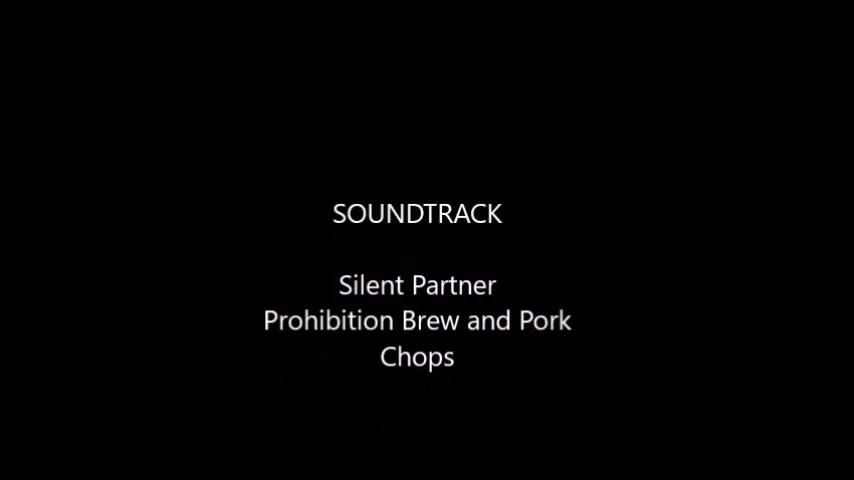 SOUNDTRACK
Silent Partner
Prohibition Brew and Pork
Chops